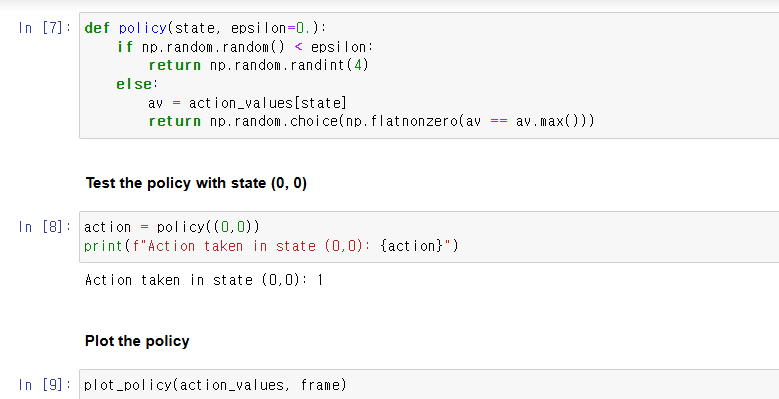 In [7]: def policy(state, epsilon=0.):
    if np.random.random() < epsilon:
        return np.random.randint(4)
    else:
        av = action_values[state]
        return np.random.choice(np.flatnonzero(av == av.max()))
Test the policy with state (0, 0)
In [8]: action = policy((0,0))
print(f"Action taken in state (0,0): {action}")
Action taken in state (0,0): 1
Plot the policy
In [9]: plot_policy(action_values, frame)